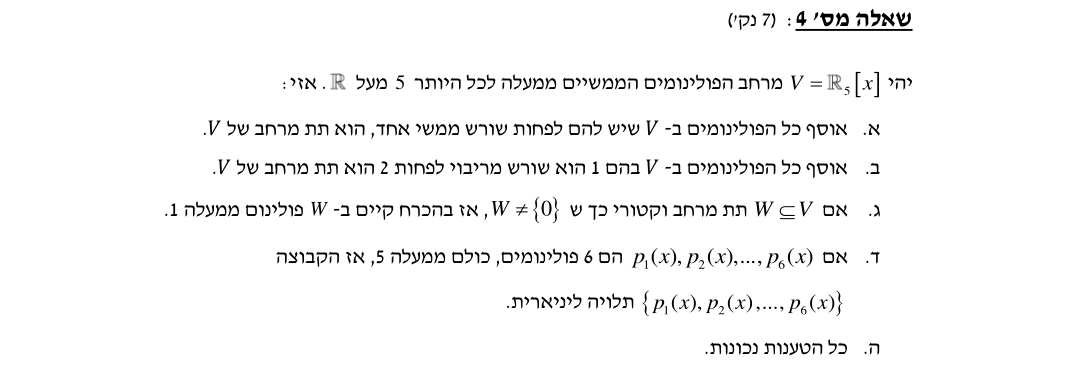 שאלה מס' 4 : (7 נק')
יהי V = ℝ₅[x] מרחב הפולינומים הממשיים ממעלה לכל היותר 5 מעל ℝ . אזי :
א. אוסף כל הפולינומים ב- V שיש להם לפחות שורש ממשי אחד, הוא תת מרחב של V.
ב. אוסף כל הפולינומים ב- V בהם 1 הוא שורש מריבוי לפחות 2 הוא תת מרחב של V.
ג. אם W ⊆ V תת מרחב וקטורי כך ש W ≠ {0}, אז בהכרח קיים ב- W פולינום ממעלה 1.
ד. אם p₁(x), p₂(x),..., p₆(x) הם 6 פולינומים, כולם ממעלה 5, אז הקבוצה
{p₁(x), p₂(x),..., p₆(x)} תלויה ליניארית.
ה. כל הטענות נכונות.